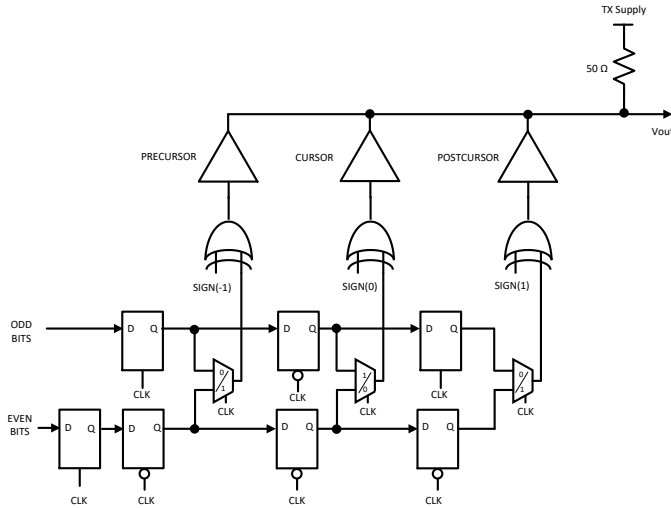 TX Supply
50 Ω
Vout
PRECURSOR
CURSOR
POSTCURSOR
SIGN(-1)
SIGN(0)
SIGN(1)
ODD
BITS
D Q
D Q
D Q
0
1
1
0
0
1
CLK
CLK
CLK
CLK
CLK
CLK
EVEN
BITS
D Q
D Q
D Q
D Q
CLK
CLK
CLK
CLK